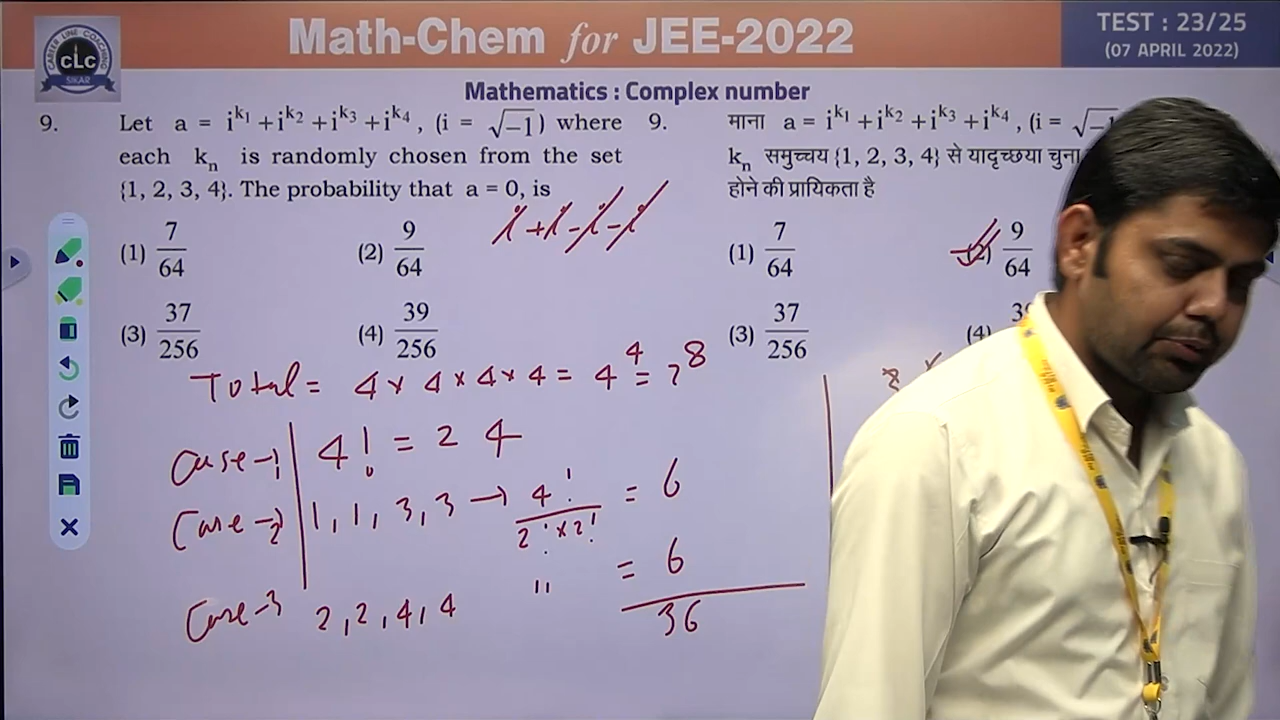 CAREER LINE COACHING
CLC
SIKAR
Math-Chem for JEE-2022
TEST : 23/25
(07 APRIL 2022)
Mathematics : Complex number
9. Let a = i^k₁ + i^k₂ + i^k₃ + i^k₄, (i = √-1) where
each kₙ is randomly chosen from the set
{1, 2, 3, 4}. The probability that a = 0, is
i + i - i - i
(1) 7/64 (2) 9/64
(3) 37/256 (4) 39/256
9. माना a = i^k₁ + i^k₂ + i^k₃ + i^k₄, (i = √-1
kₙ समुच्चय {1, 2, 3, 4} से यादृच्छया चुना
होने की प्रायिकता है
(1) 7/64 (2) 9/64
(3) 37/256 (4)
Total = 4 × 4 × 4 × 4 = 4^4 = 2^8
Case-1 4! = 24
Case-2 1, 1, 3, 3 → 4!/2!×2! = 6
Case-3 2, 2, 4, 4 " = 6
36